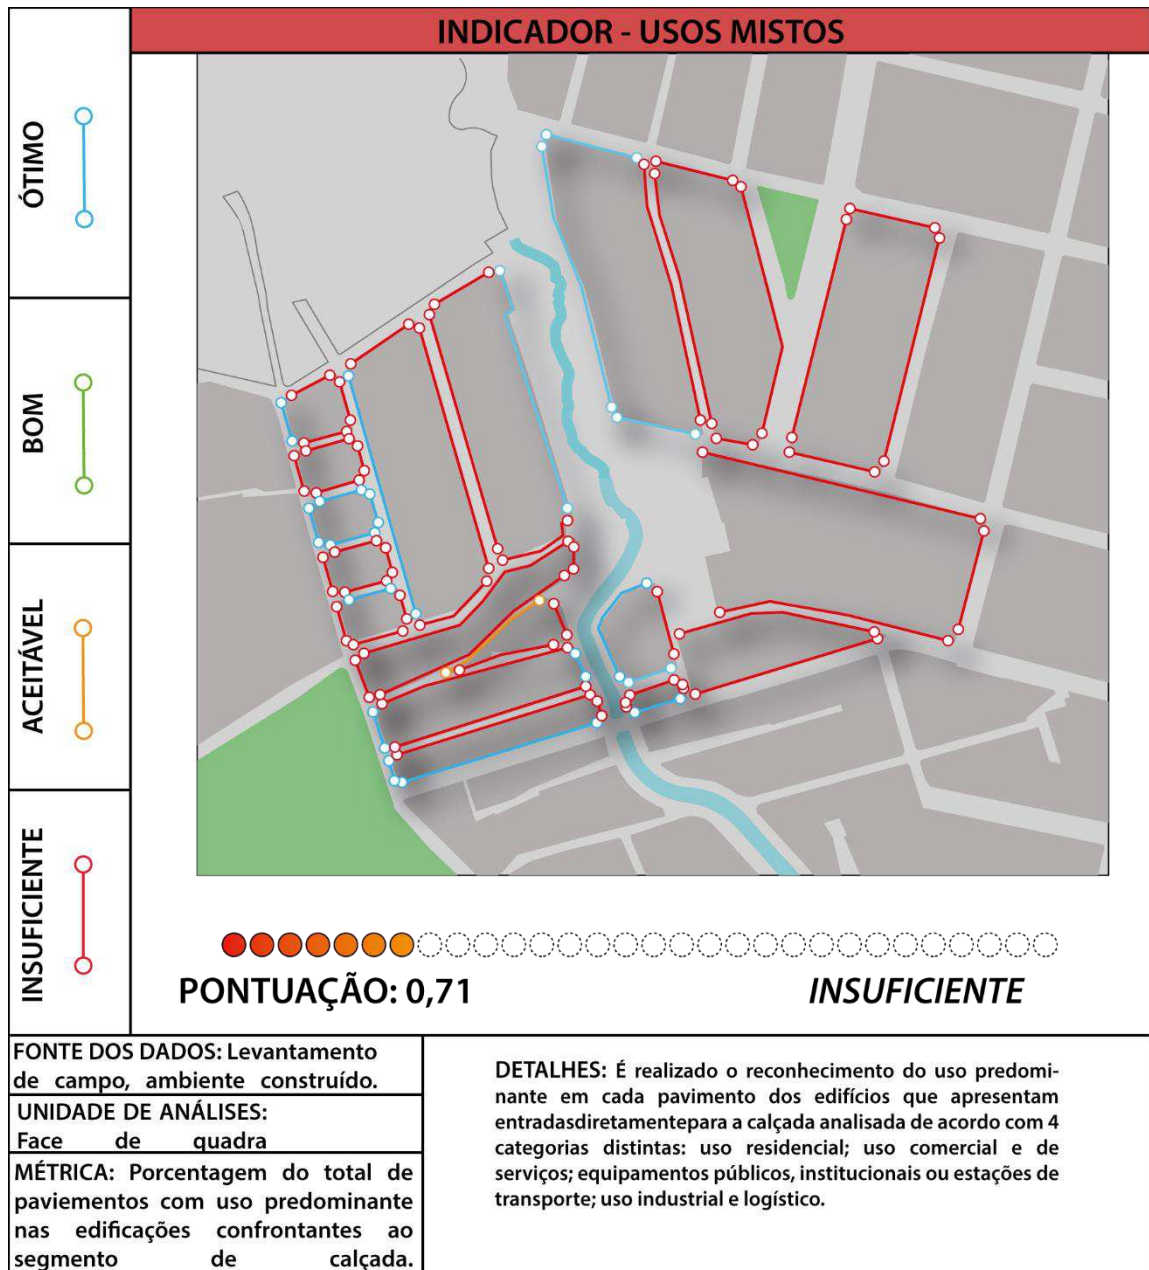 INDICADOR - USOS MISTOS
ÓTIMO
BOM
ACEITÁVEL
INSUFICIENTE
PONTUAÇÃO: 0,71
INSUFICIENTE
FONTE DOS DADOS: Levantamento
de campo, ambiente construído.
UNIDADE DE ANÁLISES:
Face de quadra
MÉTRICA: Porcentagem do total de
paviementos com uso predominante
nas edificações confrontantes ao
segmento de calçada.
DETALHES: É realizado o reconhecimento do uso predomi-
nante em cada pavimento dos edifícios que apresentam
entradasdiretamentepara a calçada analisada de acordo com 4
categorias distintas: uso residencial; uso comercial e de
serviços; equipamentos públicos, institucionais ou estações de
transporte; uso industrial e logístico.